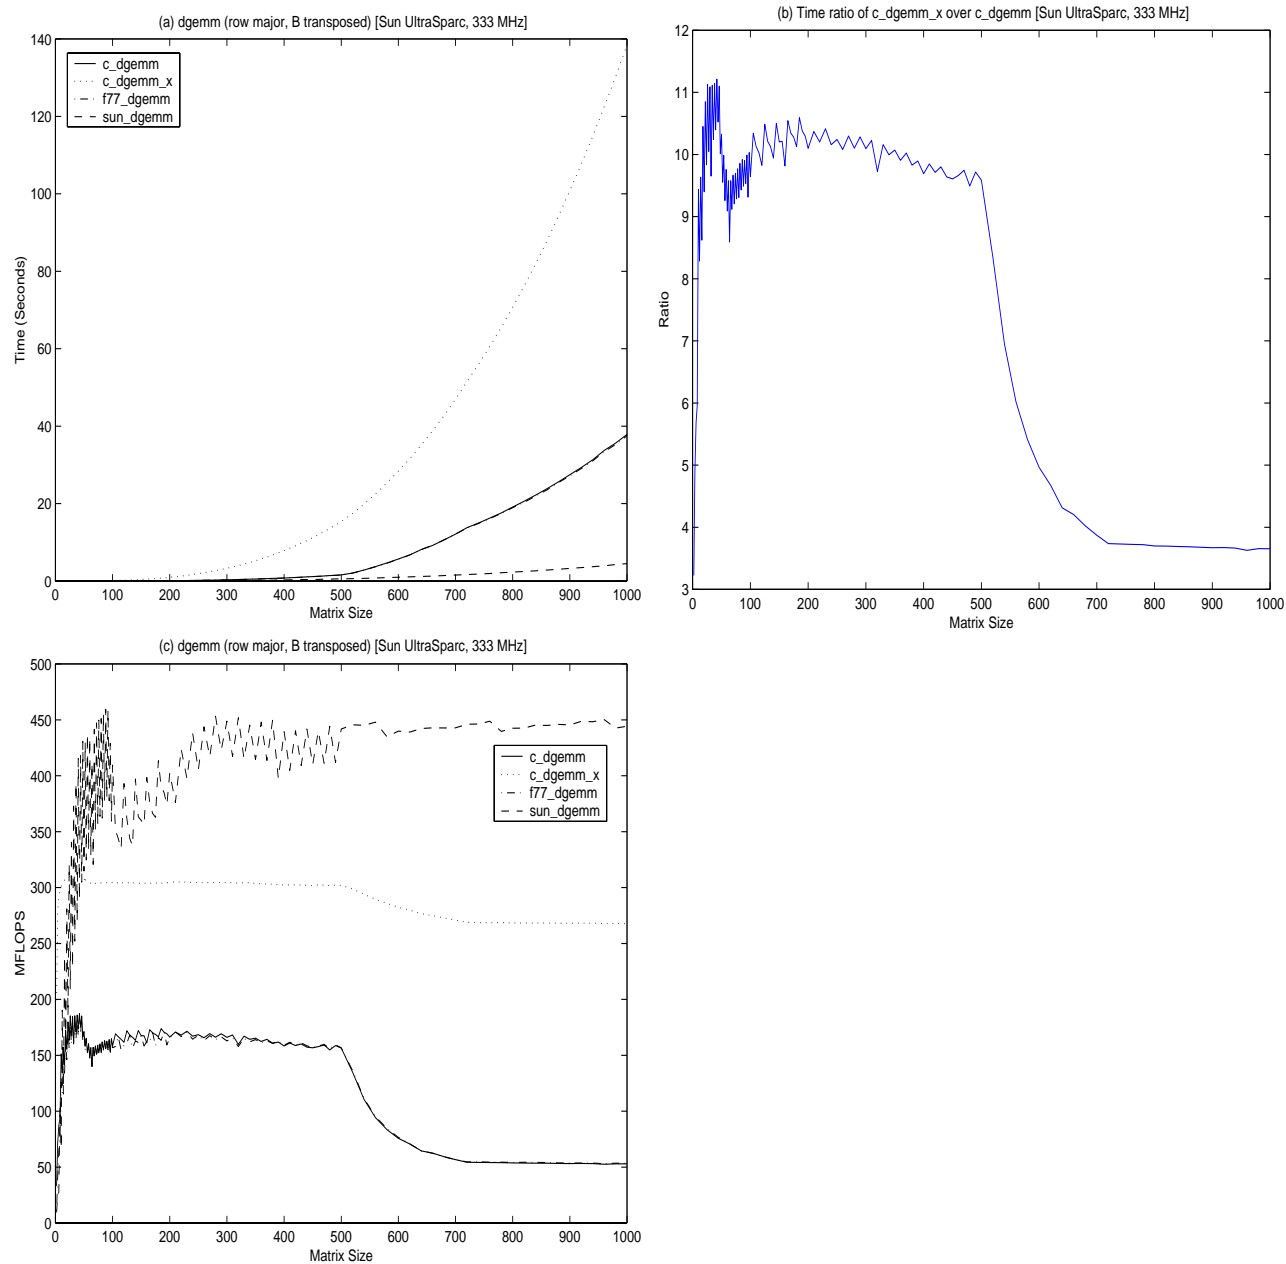 (a) dgemm (row major, B transposed) [Sun UltraSparc, 333 MHz]
140
120
100
80
60
40
20
0
Time (Seconds)
c_dgemm
c_dgemm_x
f77_dgemm
sun_dgemm
0 100 200 300 400 500 600 700 800 900 1000
Matrix Size
(b) Time ratio of c_dgemm_x over c_dgemm [Sun UltraSparc, 333 MHz]
12
11
10
9
8
7
6
5
4
3
Ratio
0 100 200 300 400 500 600 700 800 900 1000
Matrix Size
(c) dgemm (row major, B transposed) [Sun UltraSparc, 333 MHz]
500
450
400
350
300
250
200
150
100
50
0
MFLOPS
c_dgemm
c_dgemm_x
f77_dgemm
sun_dgemm
0 100 200 300 400 500 600 700 800 900 1000
Matrix Size